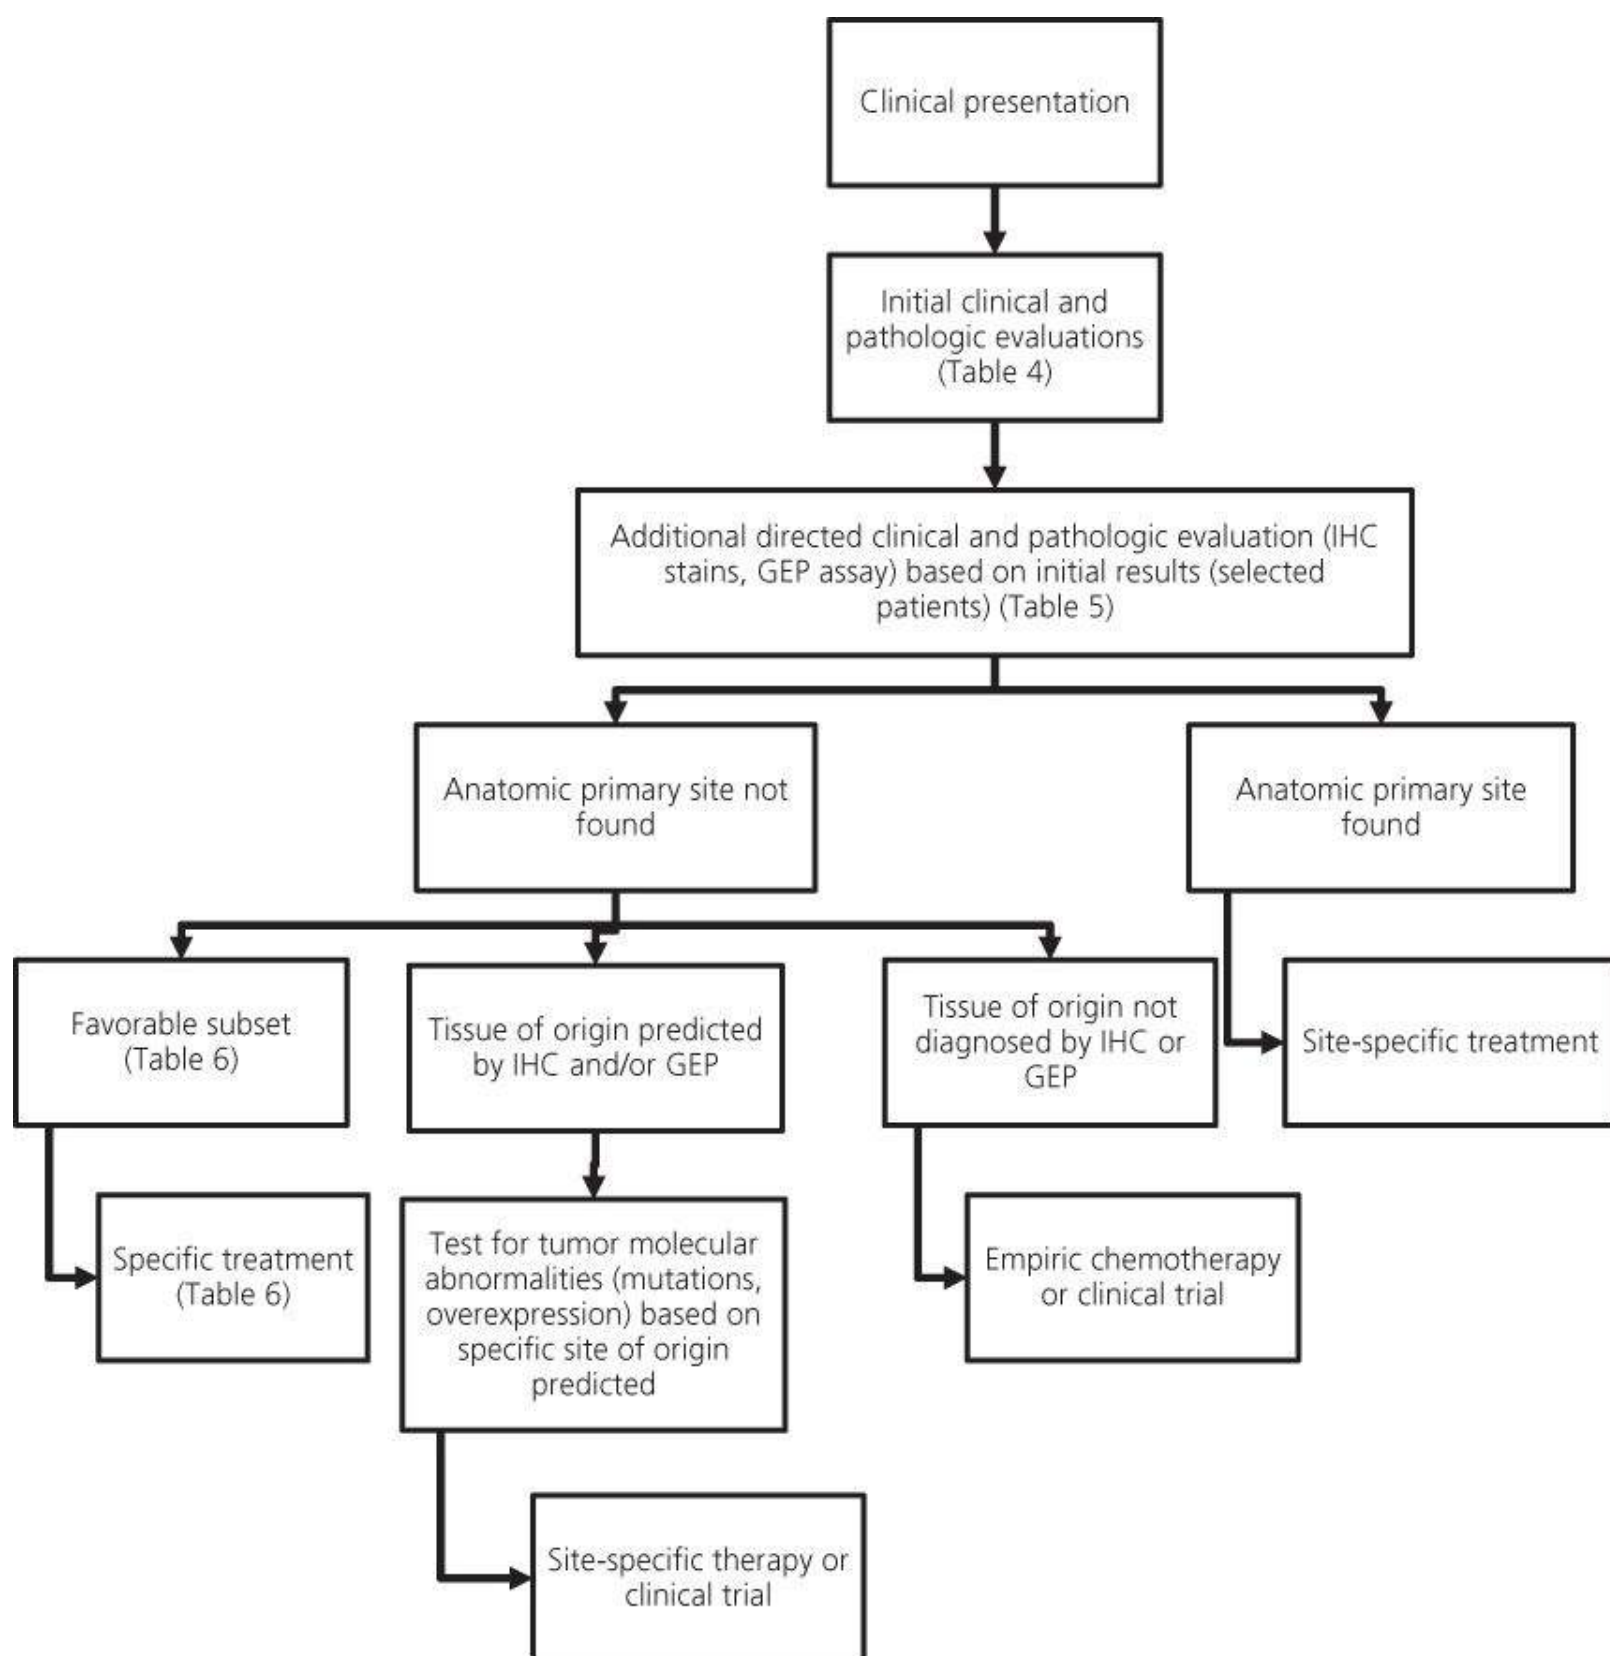 Clinical presentation
Initial clinical and
pathologic evaluations
(Table 4)
Additional directed clinical and pathologic evaluation (IHC
stains, GEP assay) based on initial results (selected
patients) (Table 5)
Anatomic primary site not
found
Anatomic primary site
found
Favorable subset
(Table 6)
Tissue of origin predicted
by IHC and/or GEP
Tissue of origin not
diagnosed by IHC or
GEP
Site-specific treatment
Specific treatment
(Table 6)
Test for tumor molecular
abnormalities (mutations,
overexpression) based on
specific site of origin
predicted
Empiric chemotherapy
or clinical trial
Site-specific therapy or
clinical trial